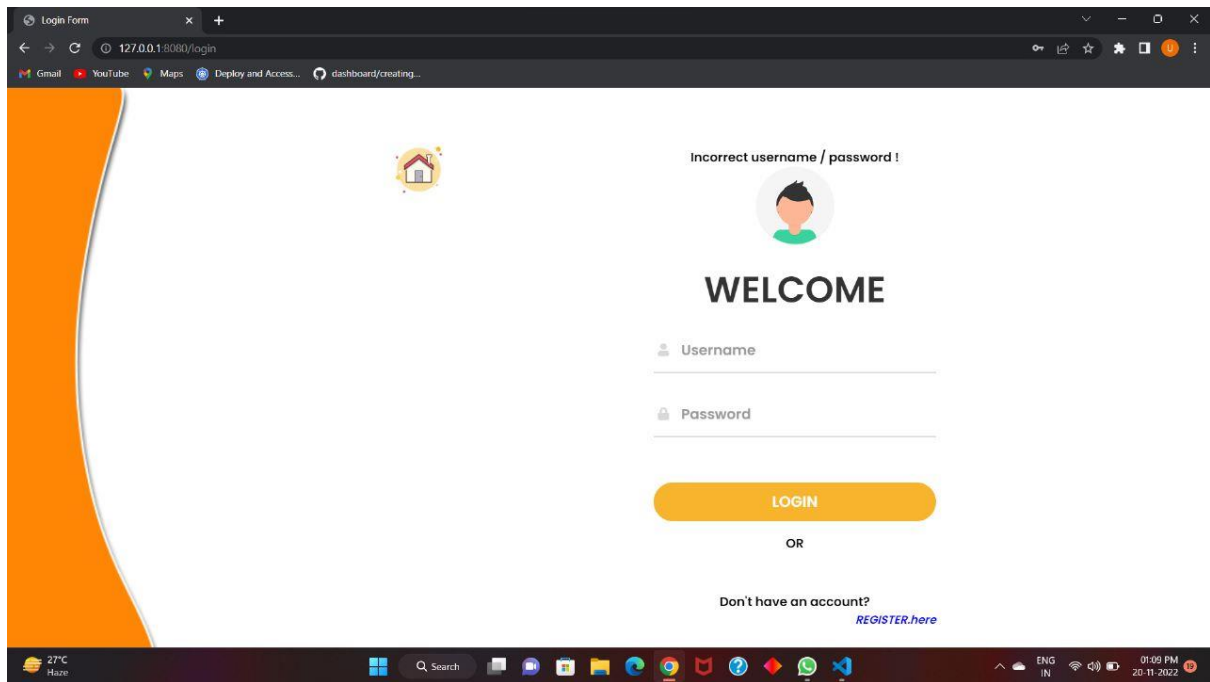 Login Form
127.0.0.1:8080/login
U
Gmail YouTube Maps Deploy and Access... dashboard/creating...
Incorrect username / password !
WELCOME
Username
Password
LOGIN
OR
Don't have an account?
REGISTER.here
27°C
Haze
Search
ENG
IN
01:09 PM
20-11-2022
19